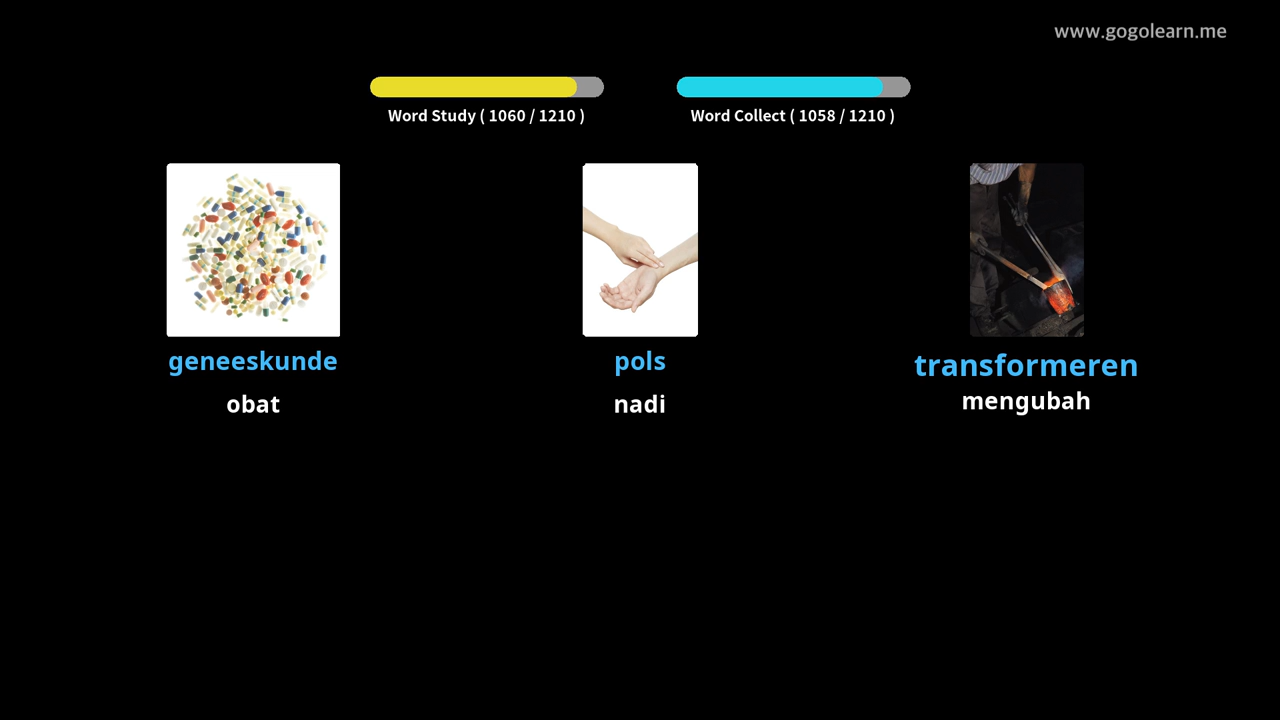 www.gogolearn.me
Word Study ( 1060 / 1210 )
Word Collect ( 1058 / 1210 )
geneeskunde
obat
pols
nadi
transformeren
mengubah